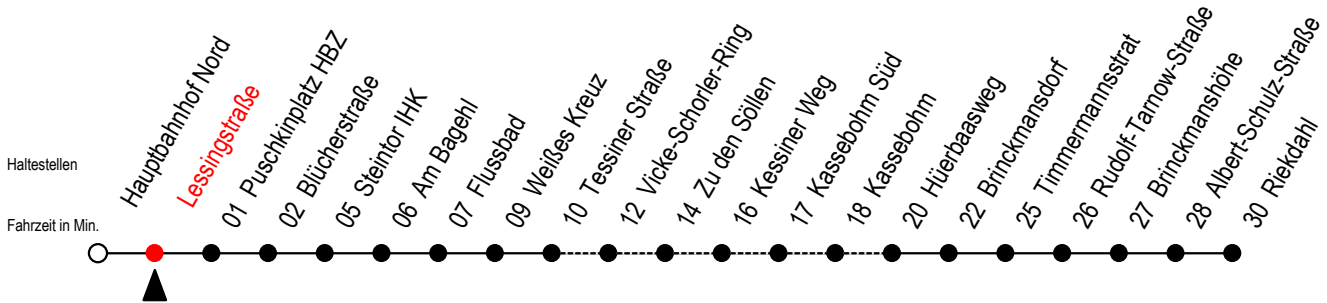 Haltestellen
Fahrzeit in Min.
Hauptbahnhof Nord
Lessingstraße
01 Puschkinplatz HBZ
02 Blücherstraße
05 Steintor IHK
06 Am Bagehl
07 Flussbad
09 Weißes Kreuz
10 Tessiner Straße
12 Vicke-Schorler-Ring
14 Zu den Söllen
16 Kessiner Weg
17 Kassebohm Süd
18 Kassebohm
20 Hüerbaasweg
22 Brinckmansdorf
25 Timmermannsstrat
26 Rudolf-Tarnow-Straße
27 Brinckmanshöhe
28 Albert-Schulz-Straße
30 Riekdahl